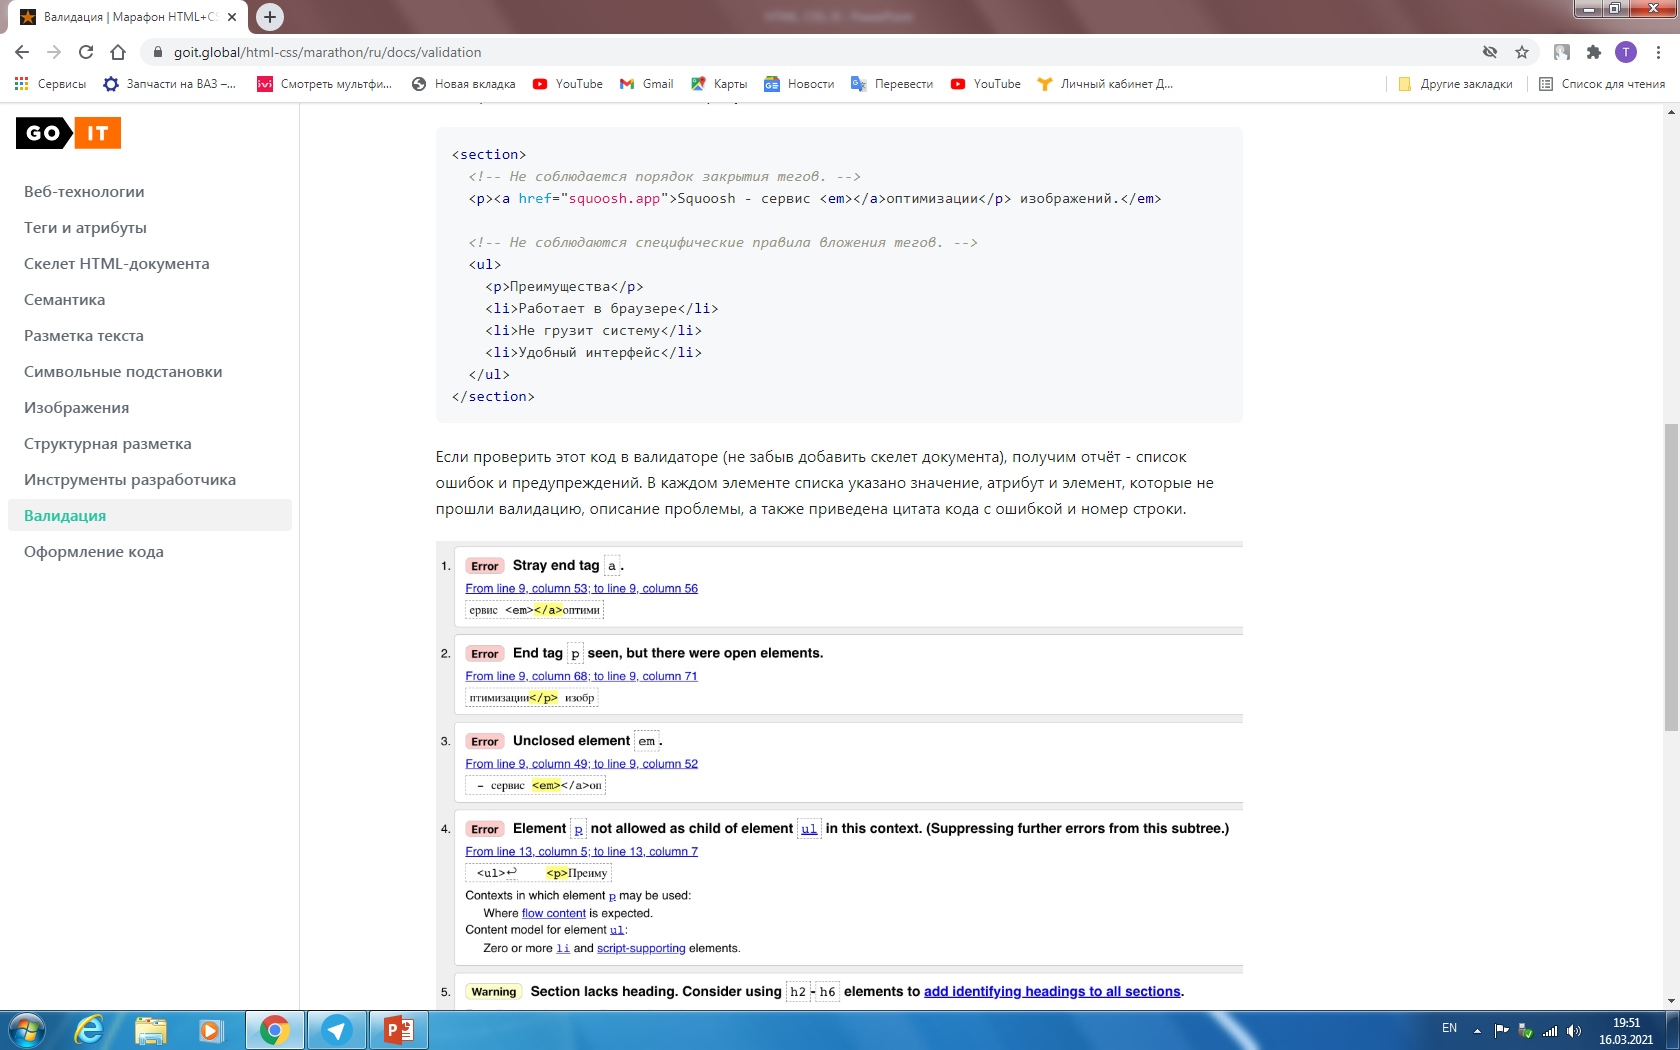 Валидация | Марафон HTML+CS
goit.global/html-css/marathon/ru/docs/validation
T
Сервисы
Запчасти на ВАЗ –...
ivi
Смотреть мультфи...
Новая вкладка
YouTube
Gmail
Карты
Новости
Перевести
YouTube
Личный кабинет Д...
Другие закладки
Список для чтения
GO IT
Веб-технологии
Теги и атрибуты
Скелет HTML-документа
Семантика
Разметка текста
Символьные подстановки
Изображения
Структурная разметка
Инструменты разработчика
Валидация
Оформление кода
<section>
<!-- Не соблюдается порядок закрытия тегов. -->
<p><a href="squoosh.app">Squoosh - сервис <em></a>оптимизации</p> изображений.</em>
<!-- Не соблюдаются специфические правила вложения тегов. -->
<ul>
<p>Преимущества</p>
<li>Работает в браузере</li>
<li>Не грузит систему</li>
<li>Удобный интерфейс</li>
</ul>
</section>
Если проверить этот код в валидаторе (не забыв добавить скелет документа), получим отчёт - список
ошибок и предупреждений. В каждом элементе списка указано значение, атрибут и элемент, которые не
прошли валидацию, описание проблемы, а также приведена цитата кода с ошибкой и номер строки.
1. Error Stray end tag a.
From line 9, column 53; to line 9, column 56
ервис <em></a>оптими
2. Error End tag p seen, but there were open elements.
From line 9, column 68; to line 9, column 71
птимизации</p> изобр
3. Error Unclosed element em.
From line 9, column 49; to line 9, column 52
– сервис <em></a>оп
4. Error Element p not allowed as child of element ul in this context. (Suppressing further errors from this subtree.)
From line 13, column 5; to line 13, column 7
<ul>↩ <p>Преиму
Contexts in which element p may be used:
Where flow content is expected.
Content model for element ul:
Zero or more li and script-supporting elements.
5. Warning Section lacks heading. Consider using h2-h6 elements to add identifying headings to all sections.
EN
19:51
16.03.2021